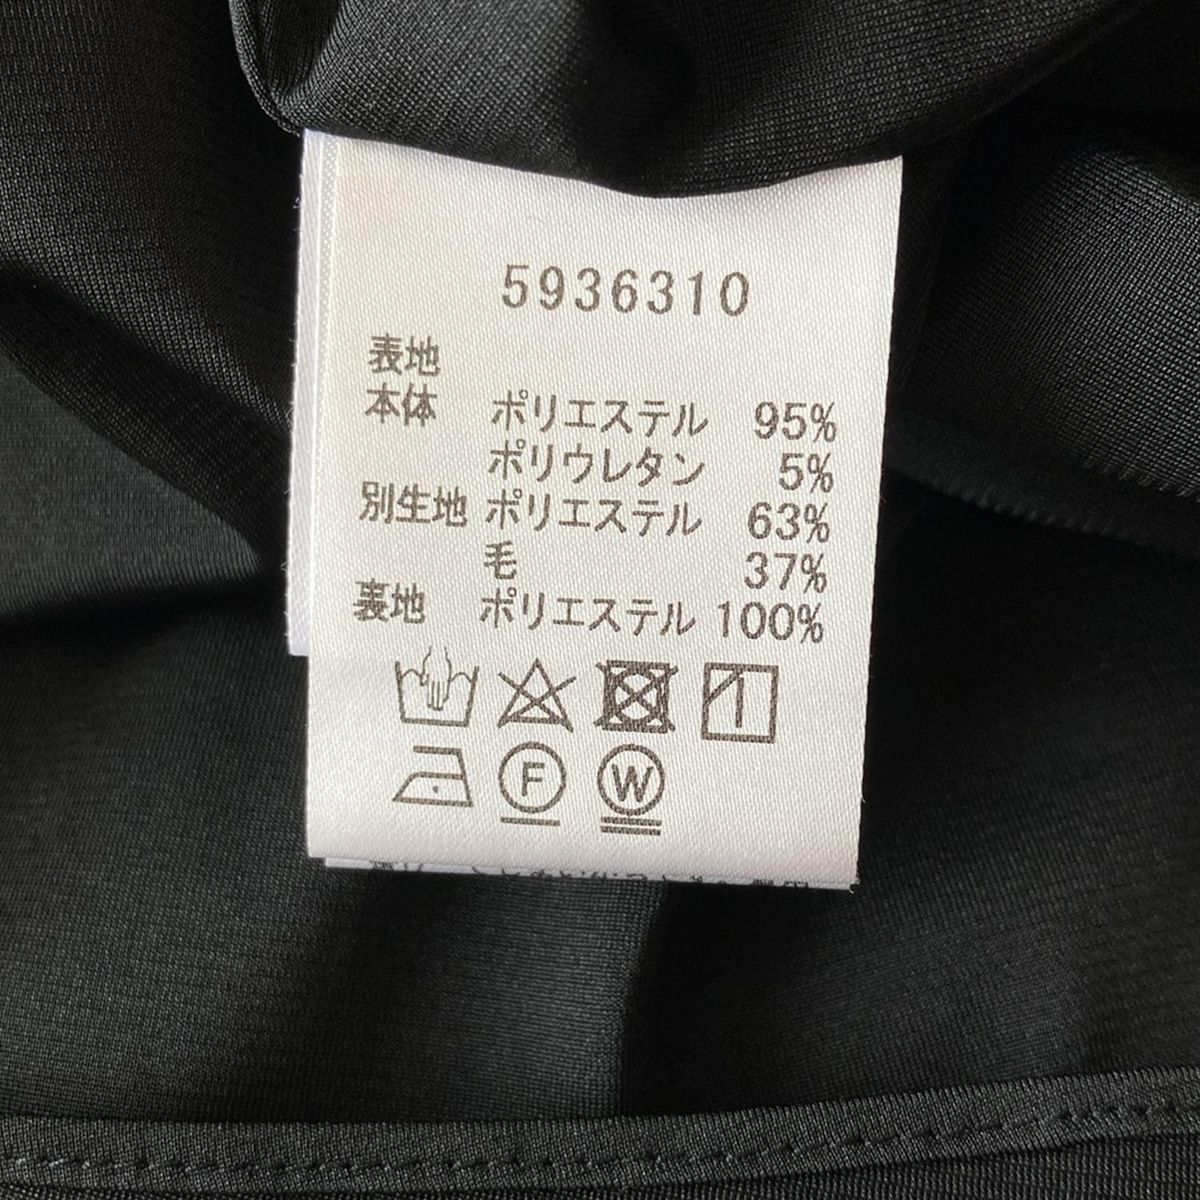 5936310
表地
本体 ポリエステル 95%
ポリウレタン 5%
別生地 ポリエステル 63%
毛 37%
裏地 ポリエステル 100%
F W